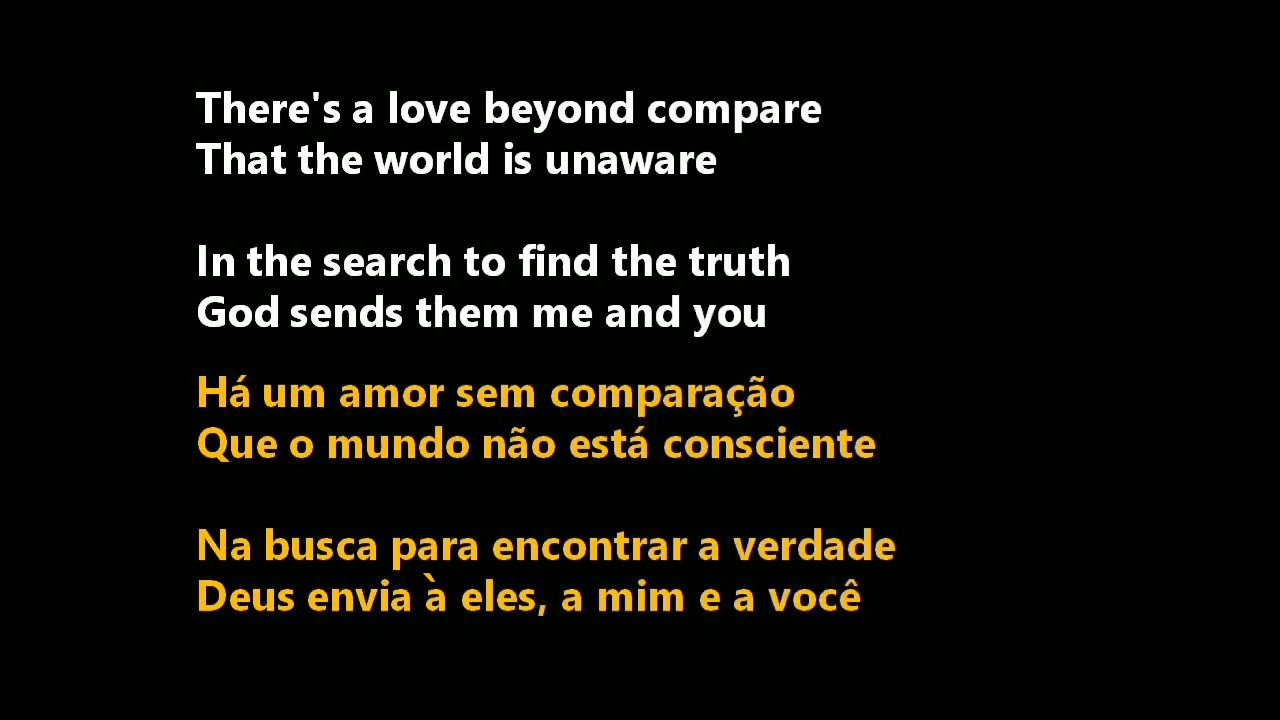 There's a love beyond compare
That the world is unaware
In the search to find the truth
God sends them me and you
Há um amor sem comparação
Que o mundo não está consciente
Na busca para encontrar a verdade
Deus envia à eles, a mim e a você